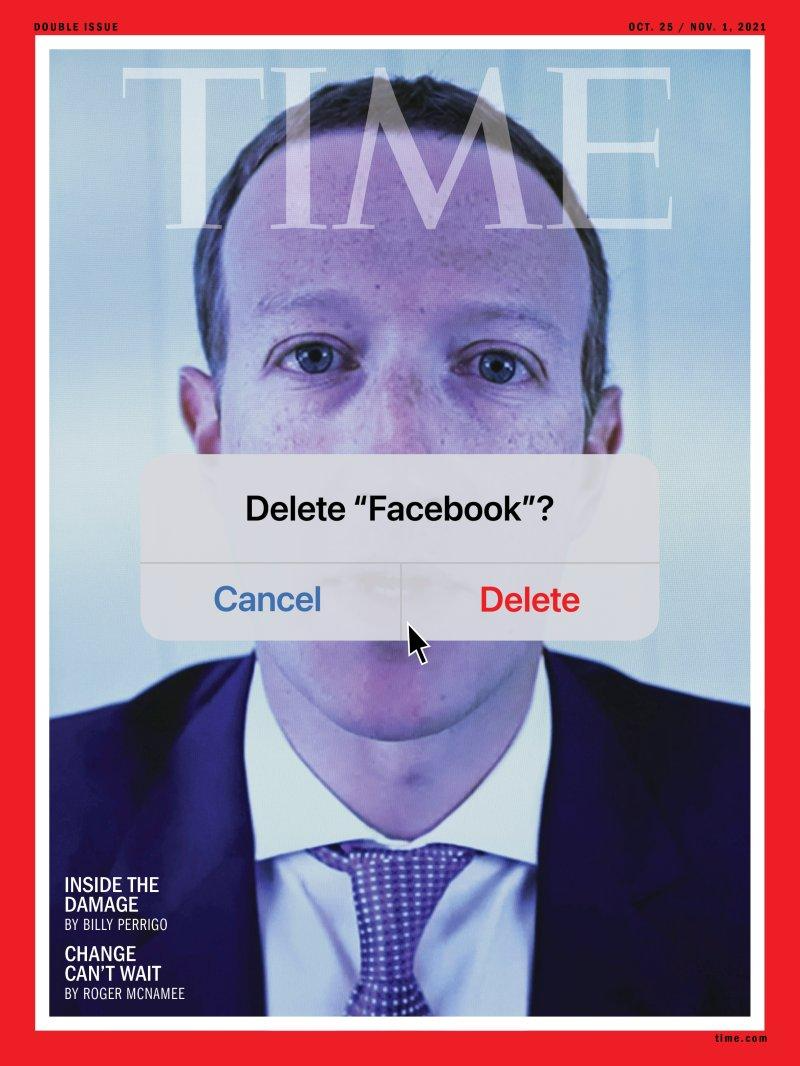 DOUBLE ISSUE
OCT. 25 / NOV. 1, 2021
TIME
Delete “Facebook”?
Cancel
Delete
INSIDE THE
DAMAGE
BY BILLY PERRIGO
CHANGE
CAN’T WAIT
BY ROGER MCNAMEE
time.com